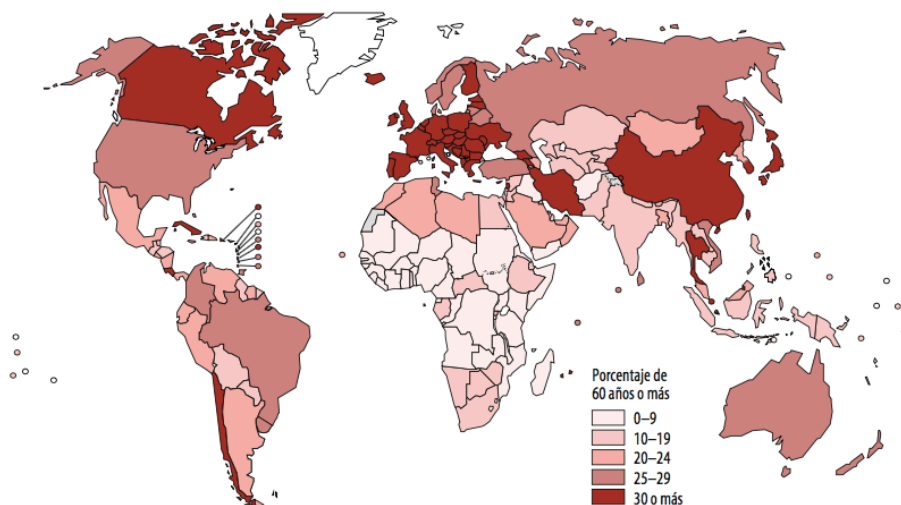 Porcentaje de
60 años o más
0–9
10–19
20–24
25–29
30 o más